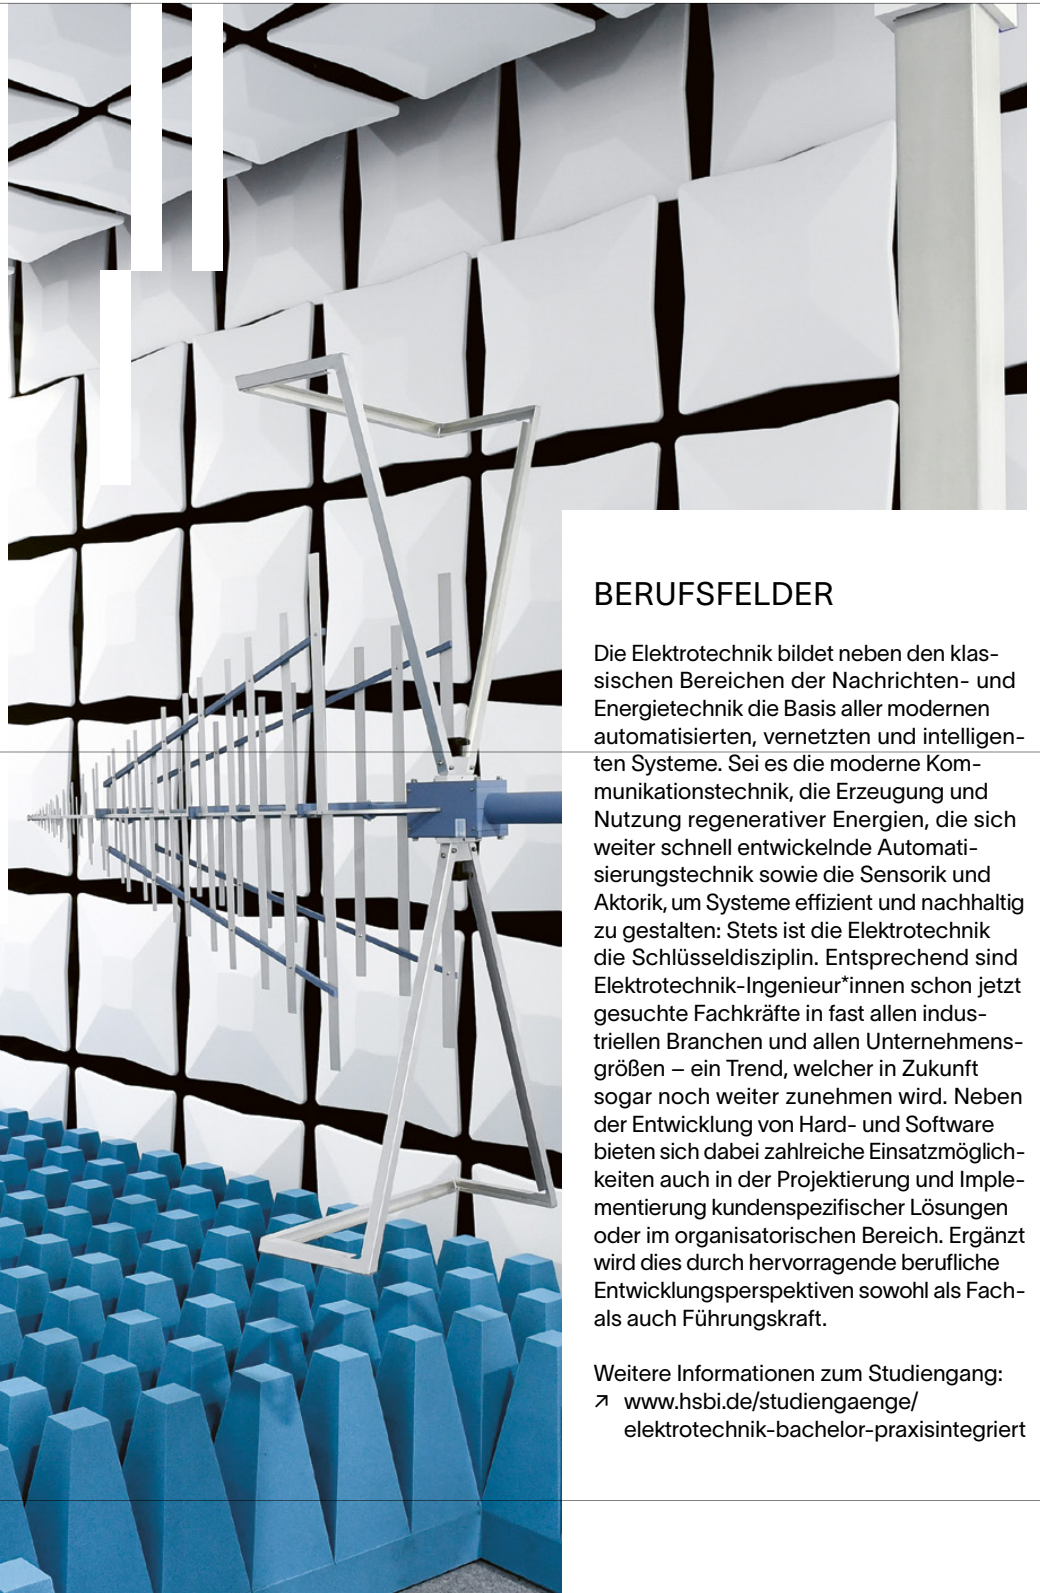 BERUFSFELDER
Die Elektrotechnik bildet neben den klas-
sischen Bereichen der Nachrichten- und
Energietechnik die Basis aller modernen
automatisierten, vernetzten und intelligen-
ten Systeme. Sei es die moderne Kom-
munikationstechnik, die Erzeugung und
Nutzung regenerativer Energien, die sich
weiter schnell entwickelnde Automati-
sierungstechnik sowie die Sensorik und
Aktorik, um Systeme effizient und nachhaltig
zu gestalten: Stets ist die Elektrotechnik
die Schlüsseldisziplin. Entsprechend sind
Elektrotechnik-Ingenieur*innen schon jetzt
gesuchte Fachkräfte in fast allen indus-
triellen Branchen und allen Unternehmens-
größen – ein Trend, welcher in Zukunft
sogar noch weiter zunehmen wird. Neben
der Entwicklung von Hard- und Software
bieten sich dabei zahlreiche Einsatzmöglich-
keiten auch in der Projektierung und Imple-
mentierung kundenspezifischer Lösungen
oder im organisatorischen Bereich. Ergänzt
wird dies durch hervorragende berufliche
Entwicklungsperspektiven sowohl als Fach-
als auch Führungskraft.
Weitere Informationen zum Studiengang:
↗ www.hsbi.de/studiengaenge/
elektrotechnik-bachelor-praxisintegriert